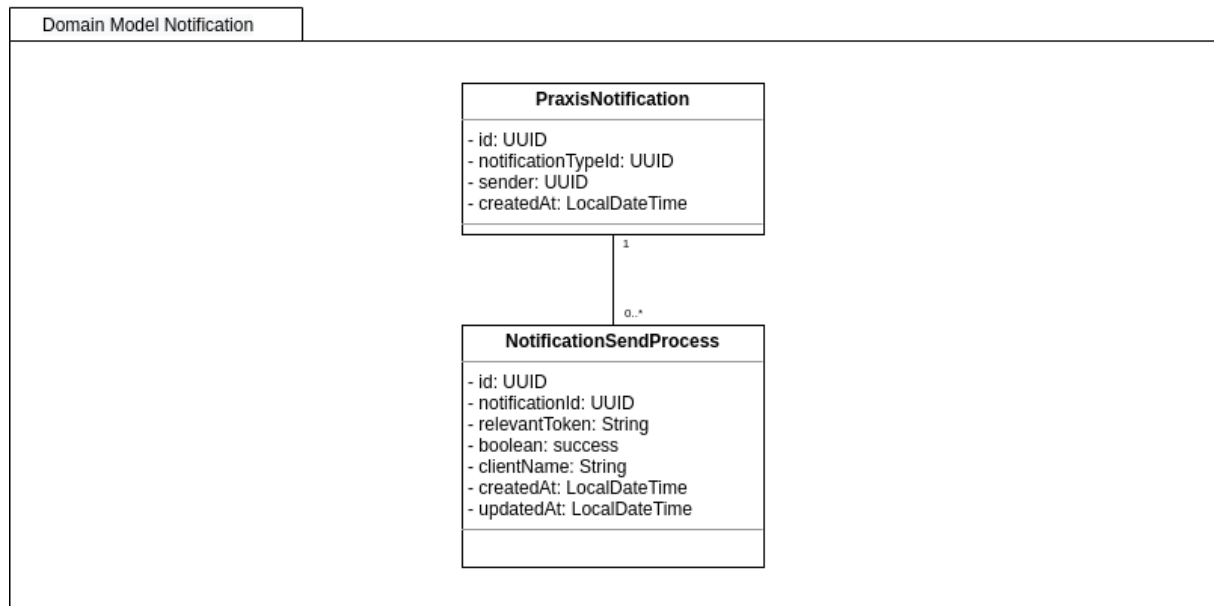 Domain Model Notification
PraxisNotification
- id: UUID
- notificationTypeId: UUID
- sender: UUID
- createdAt: LocalDateTime
1
0..*
NotificationSendProcess
- id: UUID
- notificationId: UUID
- relevantToken: String
- boolean: success
- clientName: String
- createdAt: LocalDateTime
- updatedAt: LocalDateTime